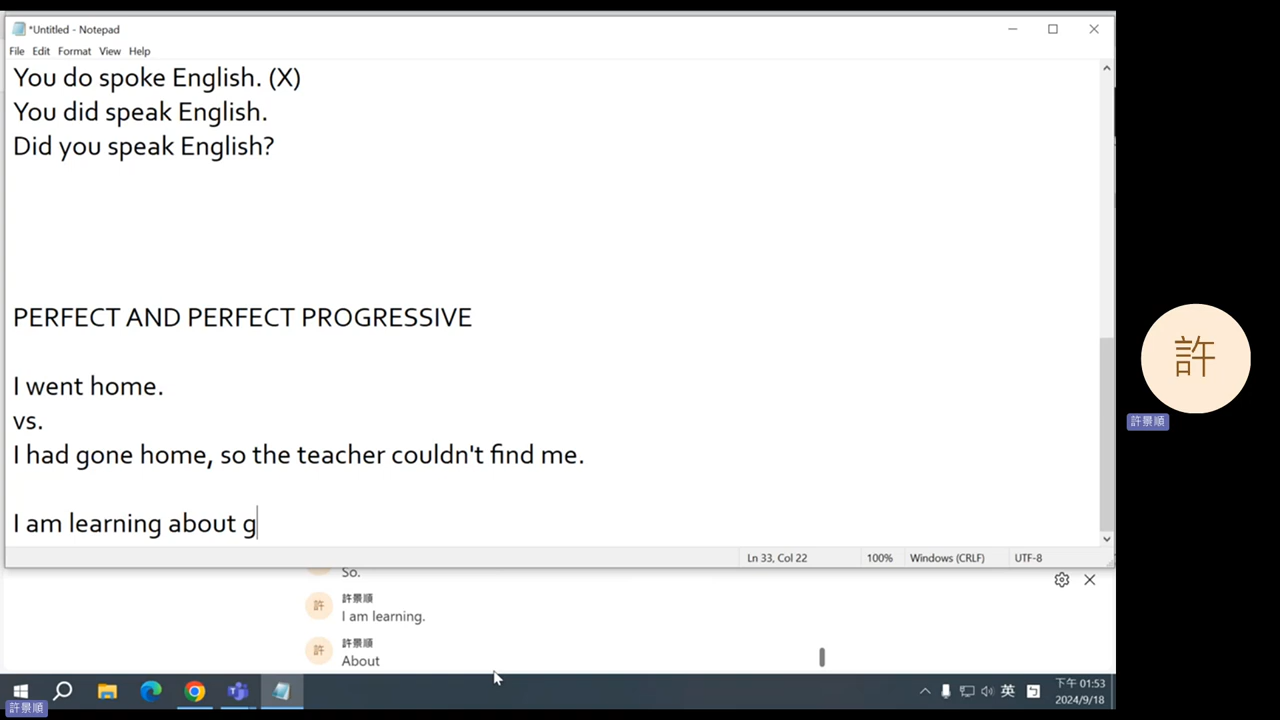 *Untitled - Notepad
File Edit Format View Help
You do spoke English. (X)
You did speak English.
Did you speak English?
PERFECT AND PERFECT PROGRESSIVE
I went home.
vs.
I had gone home, so the teacher couldn't find me.
I am learning about g
Ln 33, Col 22 100% Windows (CRLF) UTF-8
So.
許 許景順
I am learning.
許 許景順
About
許
許景順
英
下午 01:53
2024/9/18
許景順